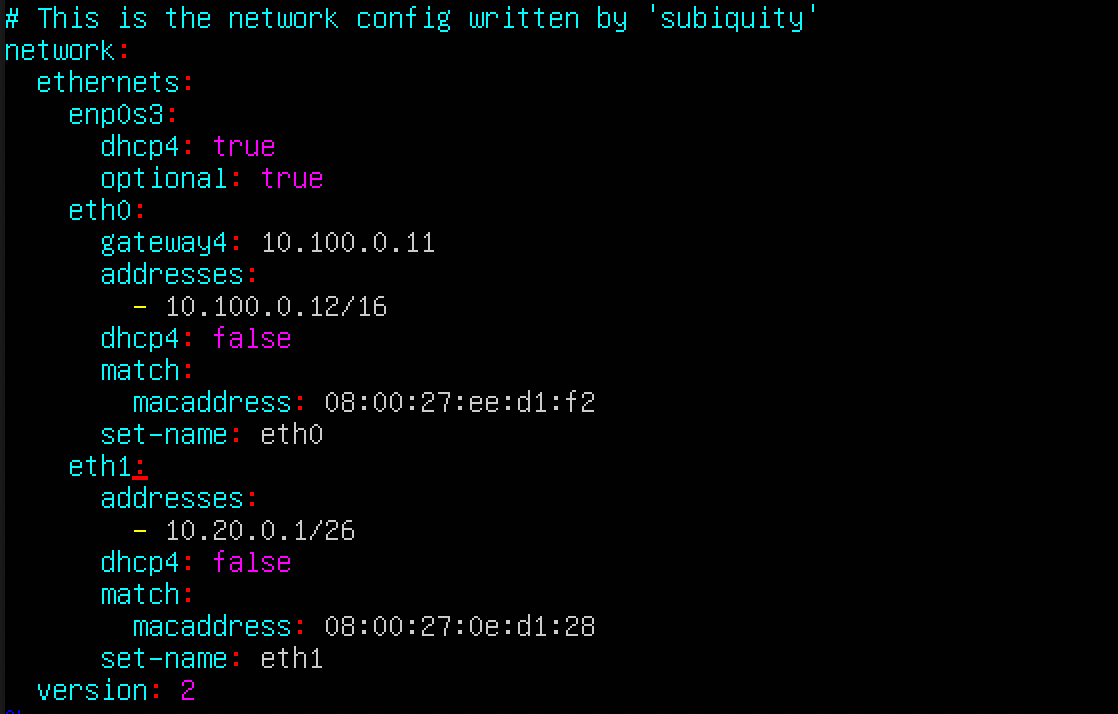 # This is the network config written by 'subiquity'
network:
  ethernets:
    enp0s3:
      dhcp4: true
      optional: true
    eth0:
      gateway4: 10.100.0.11
      addresses:
        - 10.100.0.12/16
      dhcp4: false
      match:
        macaddress: 08:00:27:ee:d1:f2
      set-name: eth0
    eth1:
      addresses:
        - 10.20.0.1/26
      dhcp4: false
      match:
        macaddress: 08:00:27:0e:d1:28
      set-name: eth1
  version: 2